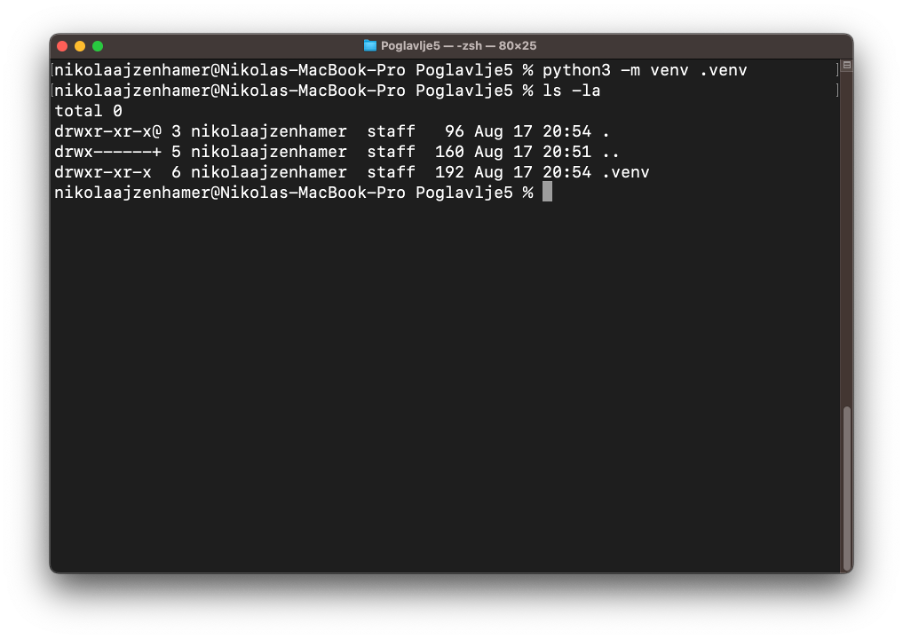 Poglavlje5 — -zsh — 80×25
nikolaajzenhamer@Nikolas-MacBook-Pro Poglavlje5 % python3 -m venv .venv
nikolaajzenhamer@Nikolas-MacBook-Pro Poglavlje5 % ls -la
total 0
drwxr-xr-x@ 3 nikolaajzenhamer  staff   96 Aug 17 20:54 .
drwx------+ 5 nikolaajzenhamer  staff  160 Aug 17 20:51 ..
drwxr-xr-x  6 nikolaajzenhamer  staff  192 Aug 17 20:54 .venv
nikolaajzenhamer@Nikolas-MacBook-Pro Poglavlje5 %